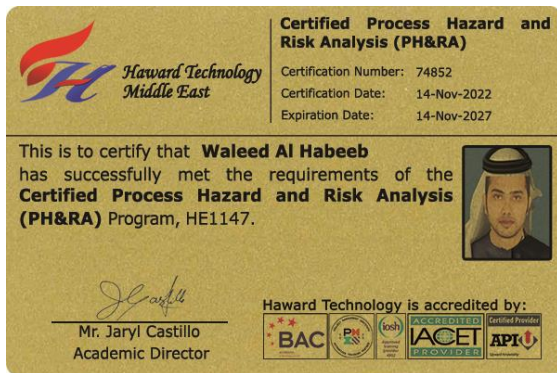 Haward Technology
Middle East
Certified Process Hazard and
Risk Analysis (PH&RA)
Certification Number: 74852
Certification Date: 14-Nov-2022
Expiration Date: 14-Nov-2027
This is to certify that Waleed Al Habeeb
has successfully met the requirements of the
Certified Process Hazard and Risk Analysis
(PH&RA) Program, HE1147.
Mr. Jaryl Castillo
Academic Director
Haward Technology is accredited by:
BAC
iosh
ACCREDITED
IACET
PROVIDER
Certified Provider
API